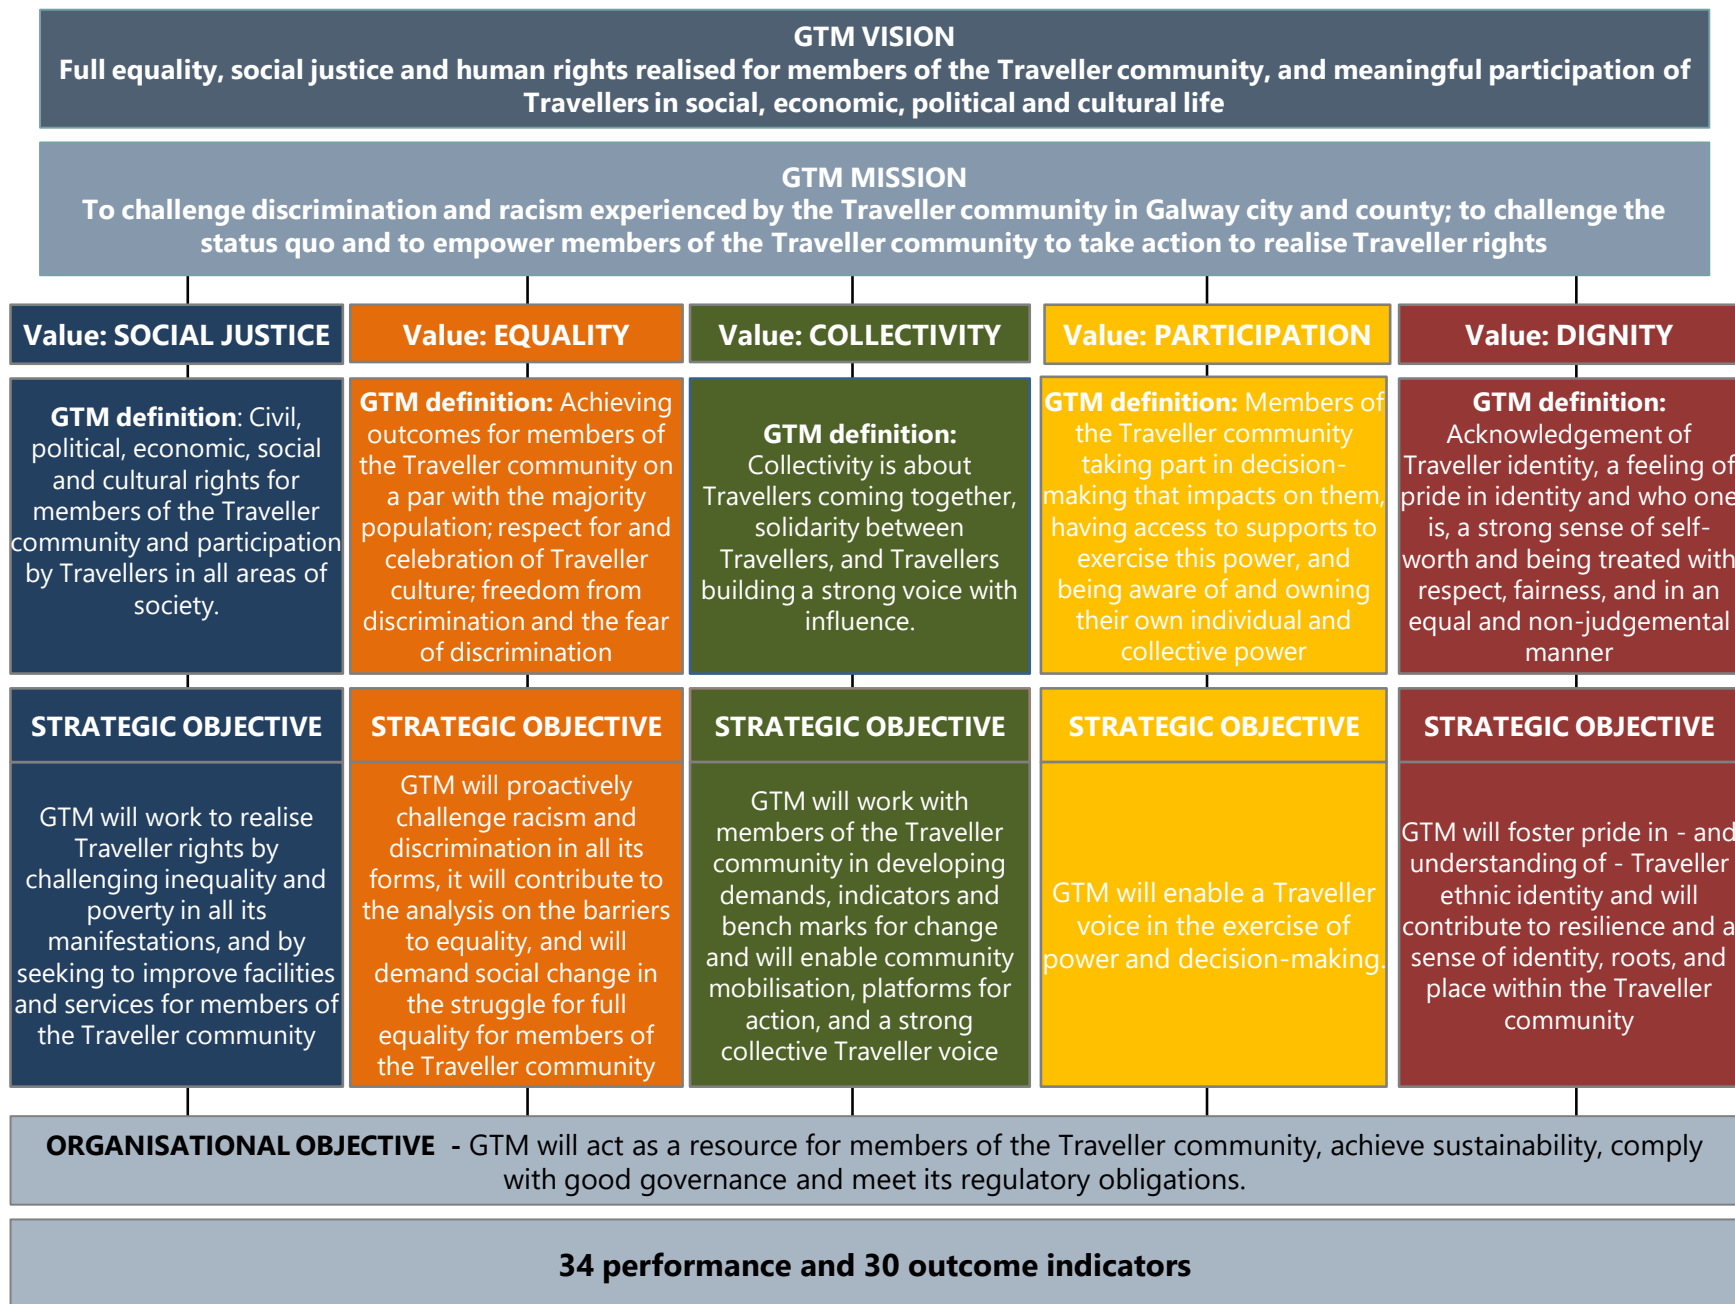 GTM VISION
Full equality, social justice and human rights realised for members of the Traveller community, and meaningful participation of
Travellers in social, economic, political and cultural life
GTM MISSION
To challenge discrimination and racism experienced by the Traveller community in Galway city and county; to challenge the
status quo and to empower members of the Traveller community to take action to realise Traveller rights
Value: SOCIAL JUSTICE
GTM definition: Civil,
political, economic, social
and cultural rights for
members of the Traveller
community and participation
by Travellers in all areas of
society.
STRATEGIC OBJECTIVE
GTM will work to realise
Traveller rights by
challenging inequality and
poverty in all its
manifestations, and by
seeking to improve facilities
and services for members of
the Traveller community
Value: EQUALITY
GTM definition: Achieving
outcomes for members of
the Traveller community on
a par with the majority
population; respect for and
celebration of Traveller
culture; freedom from
discrimination and the fear
of discrimination
STRATEGIC OBJECTIVE
GTM will proactively
challenge racism and
discrimination in all its
forms, it will contribute to
the analysis on the barriers
to equality, and will
demand social change in
the struggle for full
equality for members of
the Traveller community
Value: COLLECTIVITY
GTM definition:
Collectivity is about
Travellers coming together,
solidarity between
Travellers, and Travellers
building a strong voice with
influence.
STRATEGIC OBJECTIVE
GTM will work with
members of the Traveller
community in developing
demands, indicators and
bench marks for change
and will enable community
mobilisation, platforms for
action, and a strong
collective Traveller voice
Value: PARTICIPATION
GTM definition: Members of
the Traveller community
taking part in decision-
making that impacts on them,
having access to supports to
exercise this power, and
being aware of and owning
their own individual and
collective power
STRATEGIC OBJECTIVE
GTM will enable a Traveller
voice in the exercise of
power and decision-making.
Value: DIGNITY
GTM definition:
Acknowledgement of
Traveller identity, a feeling of
pride in identity and who one
is, a strong sense of self-
worth and being treated with
respect, fairness, and in an
equal and non-judgemental
manner
STRATEGIC OBJECTIVE
GTM will foster pride in - and
understanding of - Traveller
ethnic identity and will
contribute to resilience and a
sense of identity, roots, and
place within the Traveller
community
ORGANISATIONAL OBJECTIVE - GTM will act as a resource for members of the Traveller community, achieve sustainability, comply
with good governance and meet its regulatory obligations.
34 performance and 30 outcome indicators